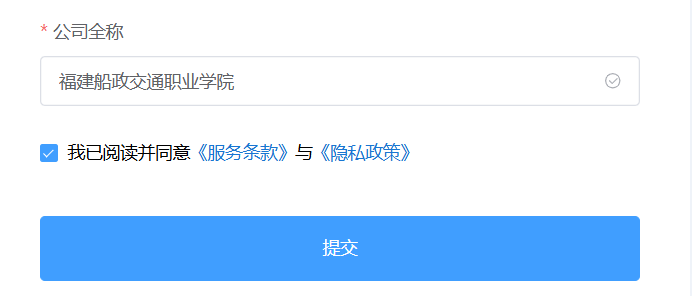 * 公司全称
福建船政交通职业学院
我已阅读并同意《服务条款》与《隐私政策》
提交